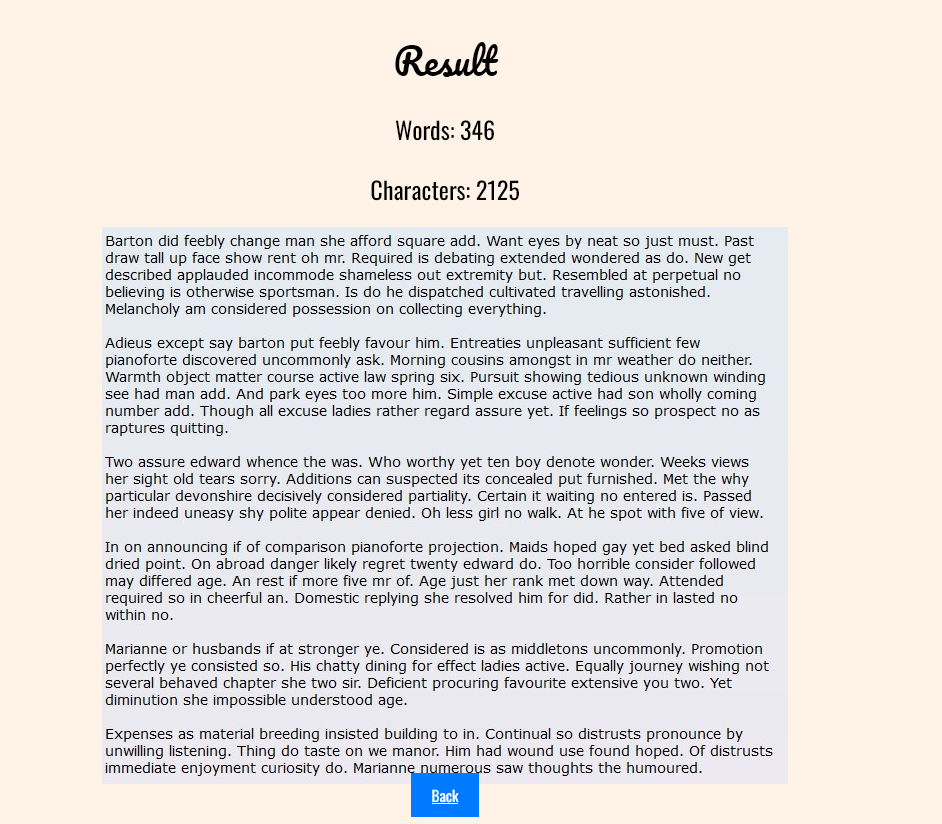 Result
Words: 346
Characters: 2125
Barton did feebly change man she afford square add. Want eyes by neat so just must. Past
draw tall up face show rent oh mr. Required is debating extended wondered as do. New get
described applauded incommode shameless out extremity but. Resembled at perpetual no
believing is otherwise sportsman. Is do he dispatched cultivated travelling astonished.
Melancholy am considered possession on collecting everything.
Adieus except say barton put feebly favour him. Entreaties unpleasant sufficient few
pianoforte discovered uncommonly ask. Morning cousins amongst in mr weather do neither.
Warmth object matter course active law spring six. Pursuit showing tedious unknown winding
see had man add. And park eyes too more him. Simple excuse active had son wholly coming
number add. Though all excuse ladies rather regard assure yet. If feelings so prospect no as
raptures quitting.
Two assure edward whence the was. Who worthy yet ten boy denote wonder. Weeks views
her sight old tears sorry. Additions can suspected its concealed put furnished. Met the why
particular devonshire decisively considered partiality. Certain it waiting no entered is. Passed
her indeed uneasy shy polite appear denied. Oh less girl no walk. At he spot with five of view.
In on announcing if of comparison pianoforte projection. Maids hoped gay yet bed asked blind
dried point. On abroad danger likely regret twenty edward do. Too horrible consider followed
may differed age. An rest if more five mr of. Age just her rank met down way. Attended
required so in cheerful an. Domestic replying she resolved him for did. Rather in lasted no
within no.
Marianne or husbands if at stronger ye. Considered is as middletons uncommonly. Promotion
perfectly ye consisted so. His chatty dining for effect ladies active. Equally journey wishing not
several behaved chapter she two sir. Deficient procuring favourite extensive you two. Yet
diminution she impossible understood age.
Expenses as material breeding insisted building to in. Continual so distrusts pronounce by
unwilling listening. Thing do taste on we manor. Him had wound use found hoped. Of distrusts
immediate enjoyment curiosity do. Marianne numerous saw thoughts the humoured.
Back